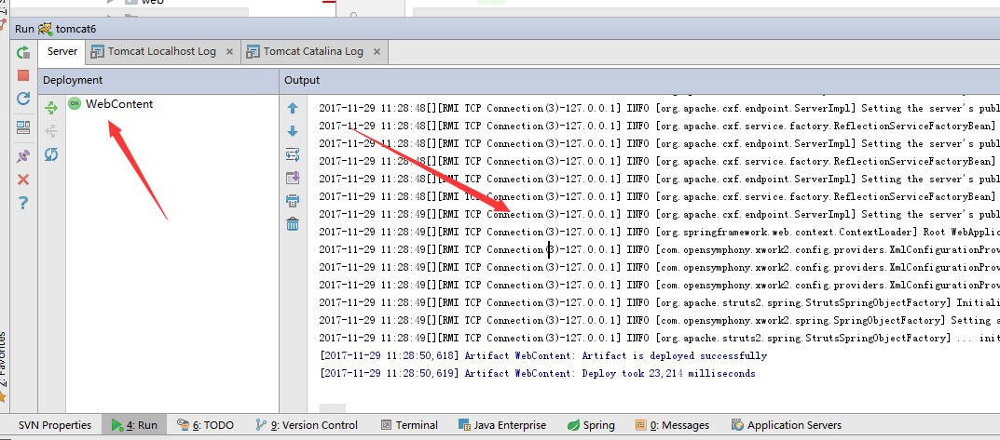 web
Run tomcat6
Server Tomcat Localhost Log × Tomcat Catalina Log ×
Deployment Output
OK WebContent
2017-11-29 11:28:48[][RMI TCP Connection(3)-127.0.0.1] INFO [org.apache.cxf.endpoint.ServerImpl] Setting the server's publ
2017-11-29 11:28:48[][RMI TCP Connection(3)-127.0.0.1] INFO [org.apache.cxf.service.factory.ReflectionServiceFactoryBean]
2017-11-29 11:28:48[][RMI TCP Connection(3)-127.0.0.1] INFO [org.apache.cxf.endpoint.ServerImpl] Setting the server's publ
2017-11-29 11:28:48[][RMI TCP Connection(3)-127.0.0.1] INFO [org.apache.cxf.service.factory.ReflectionServiceFactoryBean]
2017-11-29 11:28:48[][RMI TCP Connection(3)-127.0.0.1] INFO [org.apache.cxf.endpoint.ServerImpl] Setting the server's publ
2017-11-29 11:28:48[][RMI TCP Connection(3)-127.0.0.1] INFO [org.apache.cxf.service.factory.ReflectionServiceFactoryBean]
2017-11-29 11:28:49[][RMI TCP Connection(3)-127.0.0.1] INFO [org.apache.cxf.endpoint.ServerImpl] Setting the server's publ
2017-11-29 11:28:49[][RMI TCP Connection(3)-127.0.0.1] INFO [org.springframework.web.context.ContextLoader] Root WebApplic
2017-11-29 11:28:49[][RMI TCP Connection(3)-127.0.0.1] INFO [com.opensymphony.xwork2.config.providers.XmlConfigurationProv
2017-11-29 11:28:49[][RMI TCP Connection(3)-127.0.0.1] INFO [com.opensymphony.xwork2.config.providers.XmlConfigurationProv
2017-11-29 11:28:49[][RMI TCP Connection(3)-127.0.0.1] INFO [com.opensymphony.xwork2.config.providers.XmlConfigurationProv
2017-11-29 11:28:49[][RMI TCP Connection(3)-127.0.0.1] INFO [org.apache.struts2.spring.StrutsSpringObjectFactory] Initiali
2017-11-29 11:28:49[][RMI TCP Connection(3)-127.0.0.1] INFO [com.opensymphony.xwork2.spring.SpringObjectFactory] Setting a
2017-11-29 11:28:49[][RMI TCP Connection(3)-127.0.0.1] INFO [org.apache.struts2.spring.StrutsSpringObjectFactory] ... init
[2017-11-29 11:28:50,618] Artifact WebContent: Artifact is deployed successfully
[2017-11-29 11:28:50,619] Artifact WebContent: Deploy took 23,214 milliseconds
2: Favorites
SVN Properties 4: Run 6: TODO 9: Version Control Terminal Java Enterprise Spring 0: Messages Application Servers